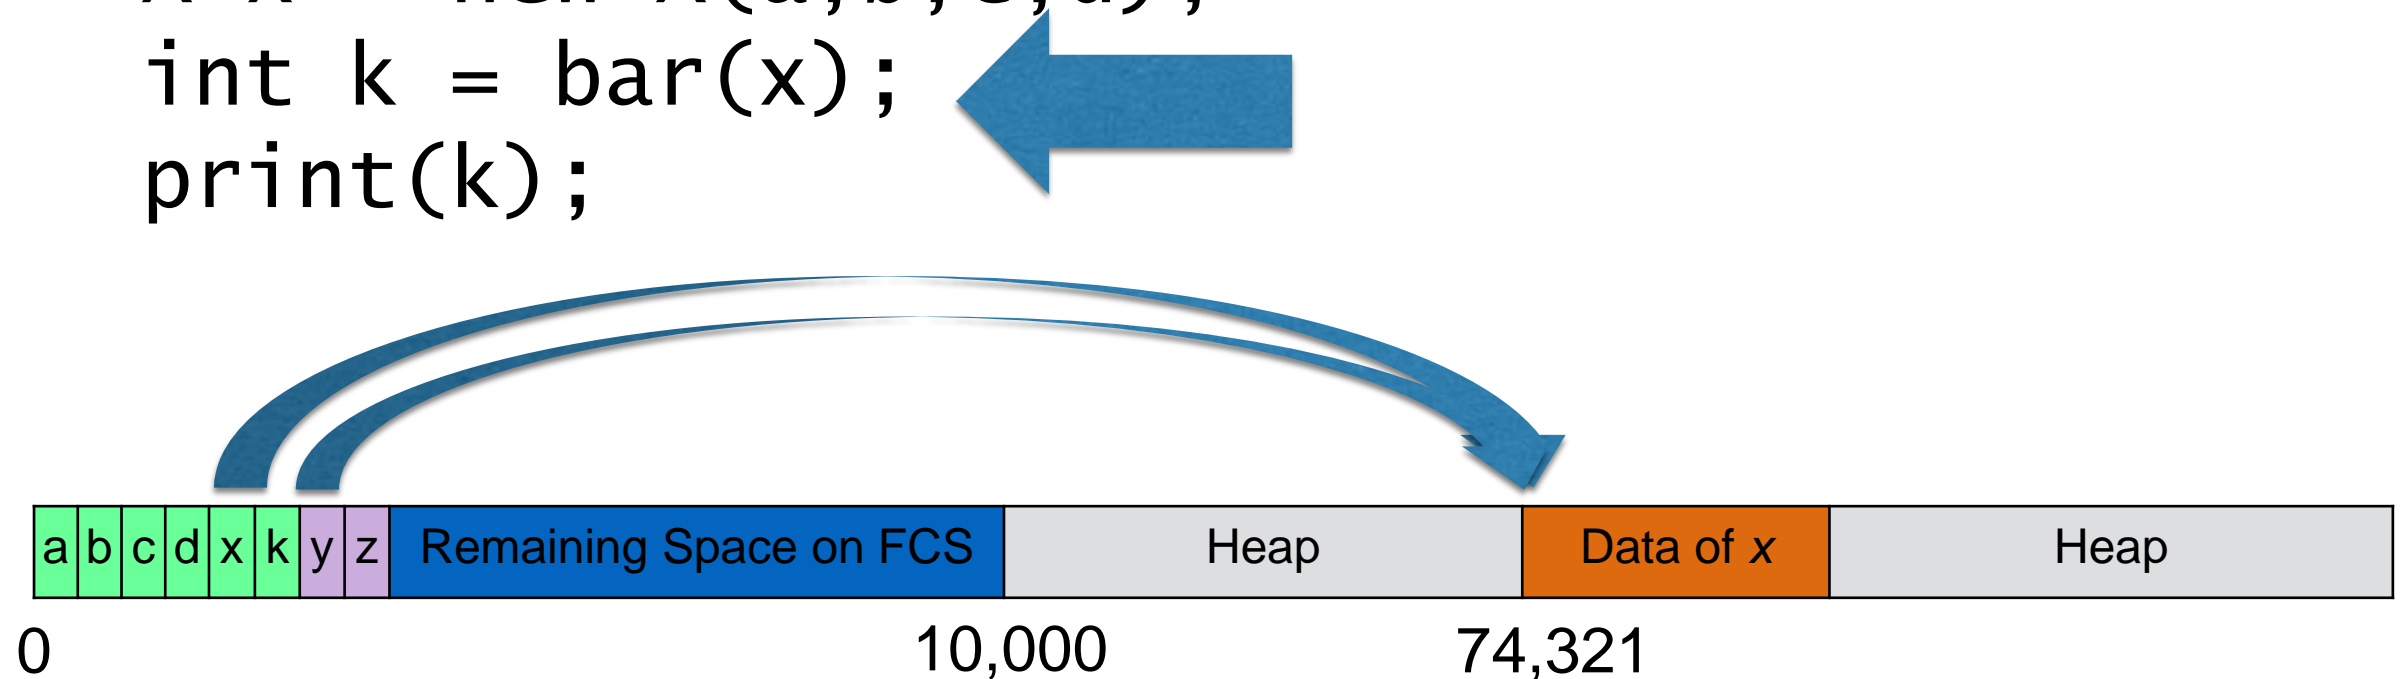 int k = bar(x);
print(k);
a b c d x k y z Remaining Space on FCS Heap Data of x Heap
0 10,000 74,321